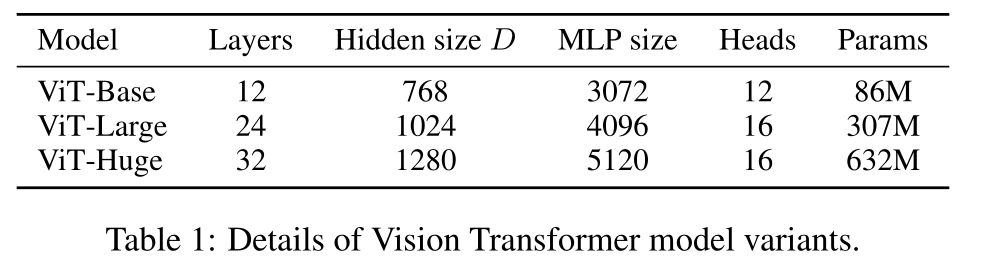 Model Layers Hidden size D MLP size Heads Params
ViT-Base 12 768 3072 12 86M
ViT-Large 24 1024 4096 16 307M
ViT-Huge 32 1280 5120 16 632M
Table 1: Details of Vision Transformer model variants.